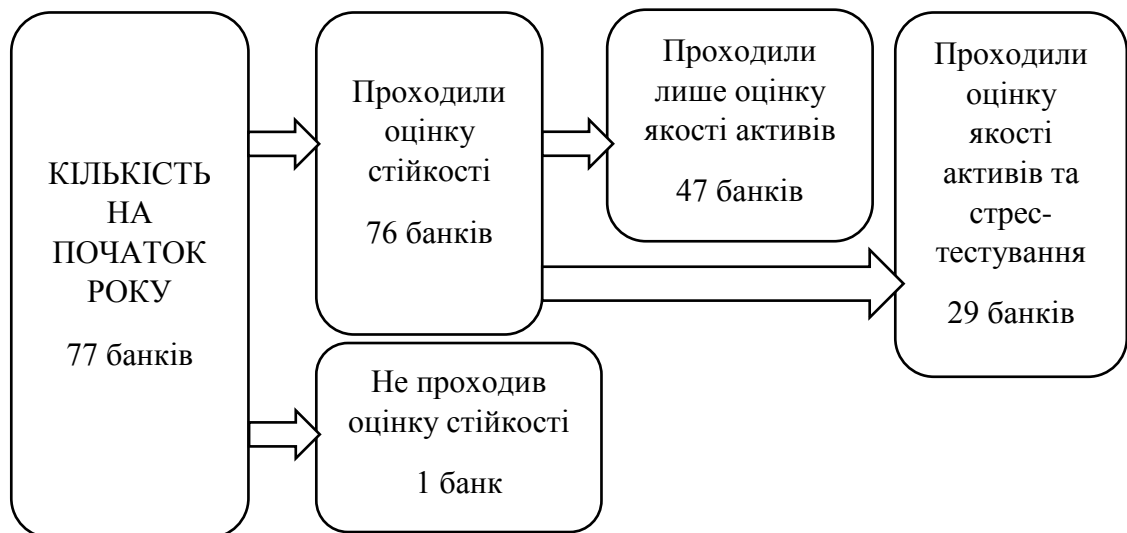 КІЛЬКІСТЬ
НА
ПОЧАТОК
РОКУ
77 банків
Проходили
оцінку
стійкості
76 банків
Проходили
лише оцінку
якості активів
47 банків
Проходили
оцінку
якості
активів та
стрес-
тестування
29 банків
Не проходив
оцінку стійкості
1 банк